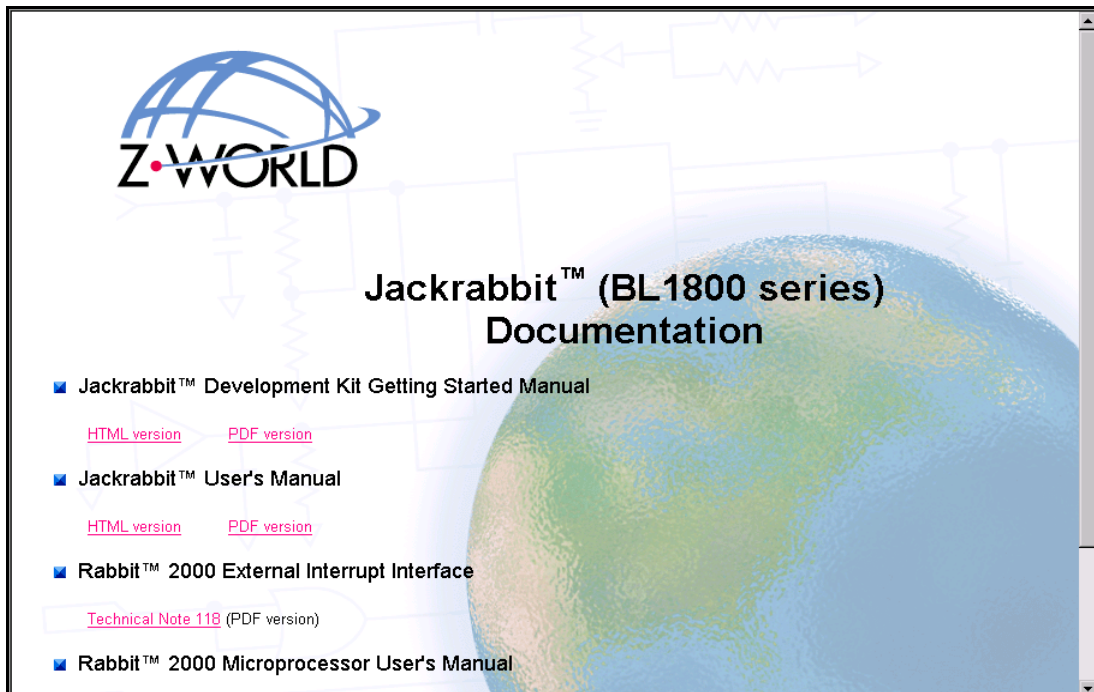 Z•WORLD
Jackrabbit™ (BL1800 series)
Documentation
Jackrabbit™ Development Kit Getting Started Manual
HTML version PDF version
Jackrabbit™ User's Manual
HTML version PDF version
Rabbit™ 2000 External Interrupt Interface
Technical Note 118 (PDF version)
Rabbit™ 2000 Microprocessor User's Manual